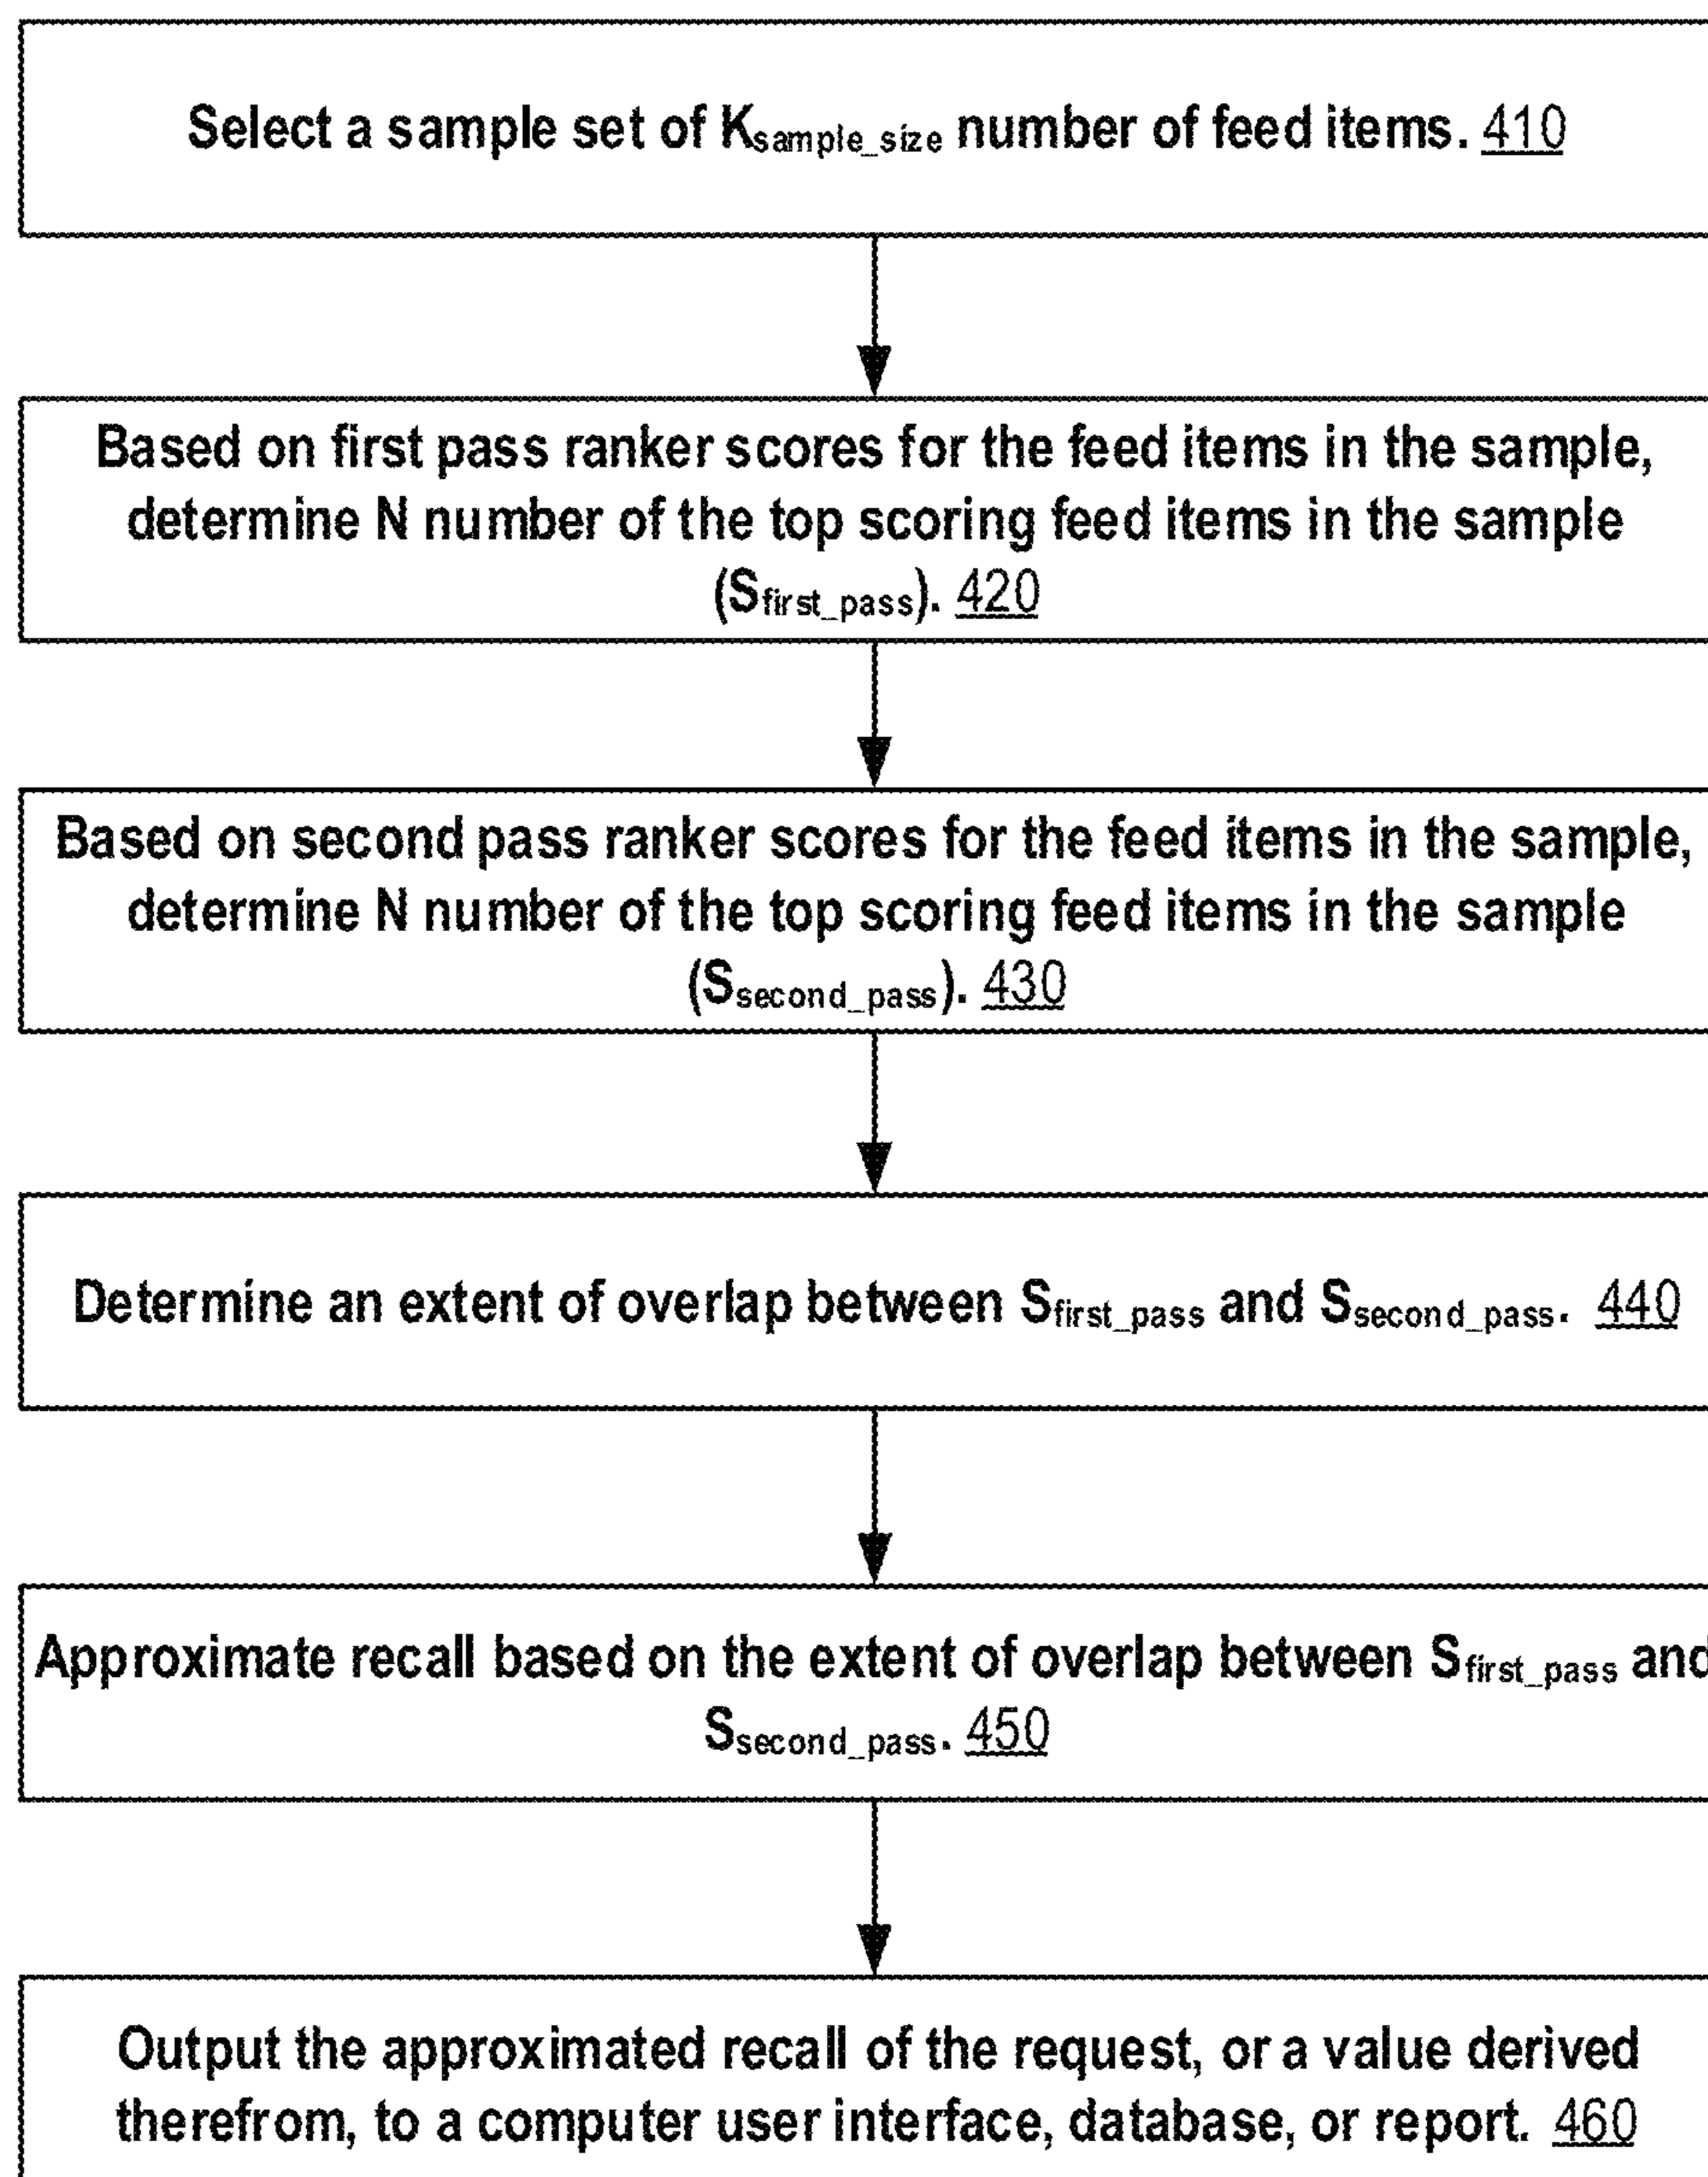 Select a sample set of Ksample_size number of feed items. 410
Based on first pass ranker scores for the feed items in the sample,
determine N number of the top scoring feed items in the sample
(Sfirst_pass). 420
Based on second pass ranker scores for the feed items in the sample,
determine N number of the top scoring feed items in the sample
(Ssecond_pass). 430
Determine an extent of overlap between Sfirst_pass and Ssecond_pass. 440
Approximate recall based on the extent of overlap between Sfirst_pass and
Ssecond_pass. 450
Output the approximated recall of the request, or a value derived
therefrom, to a computer user interface, database, or report. 460